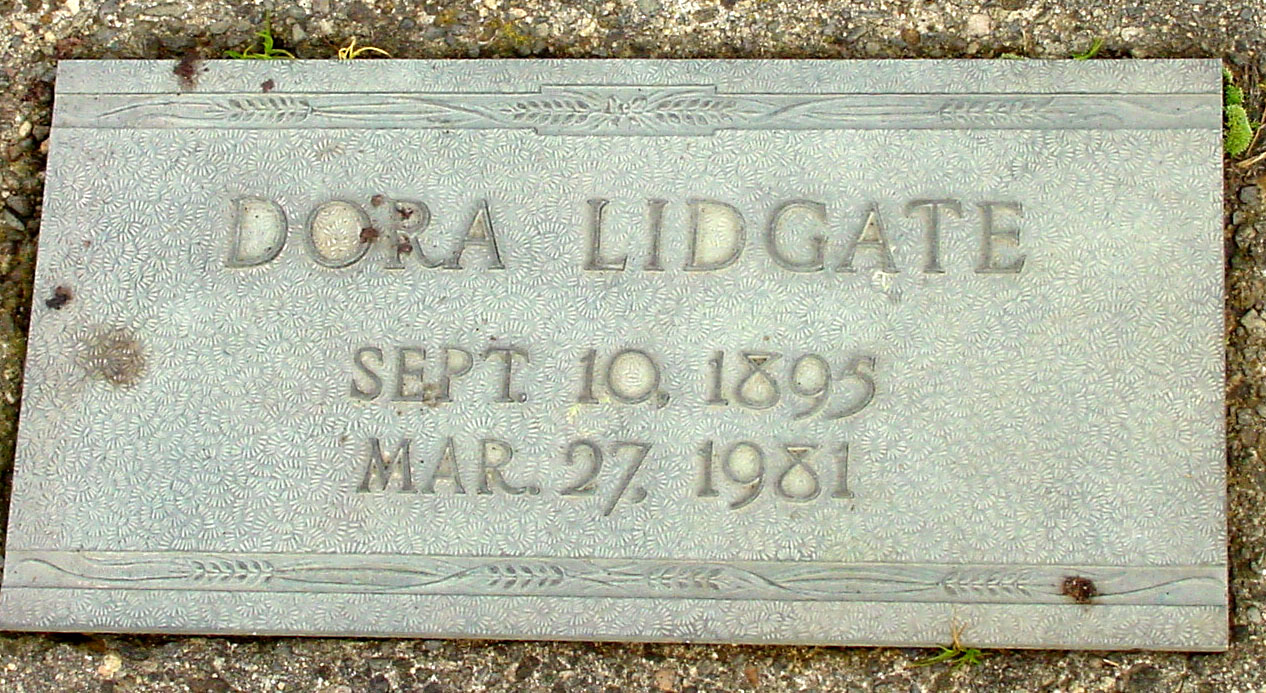 DORA LIDGATE
SEPT. 10. 1895
MAR. 27. 1981